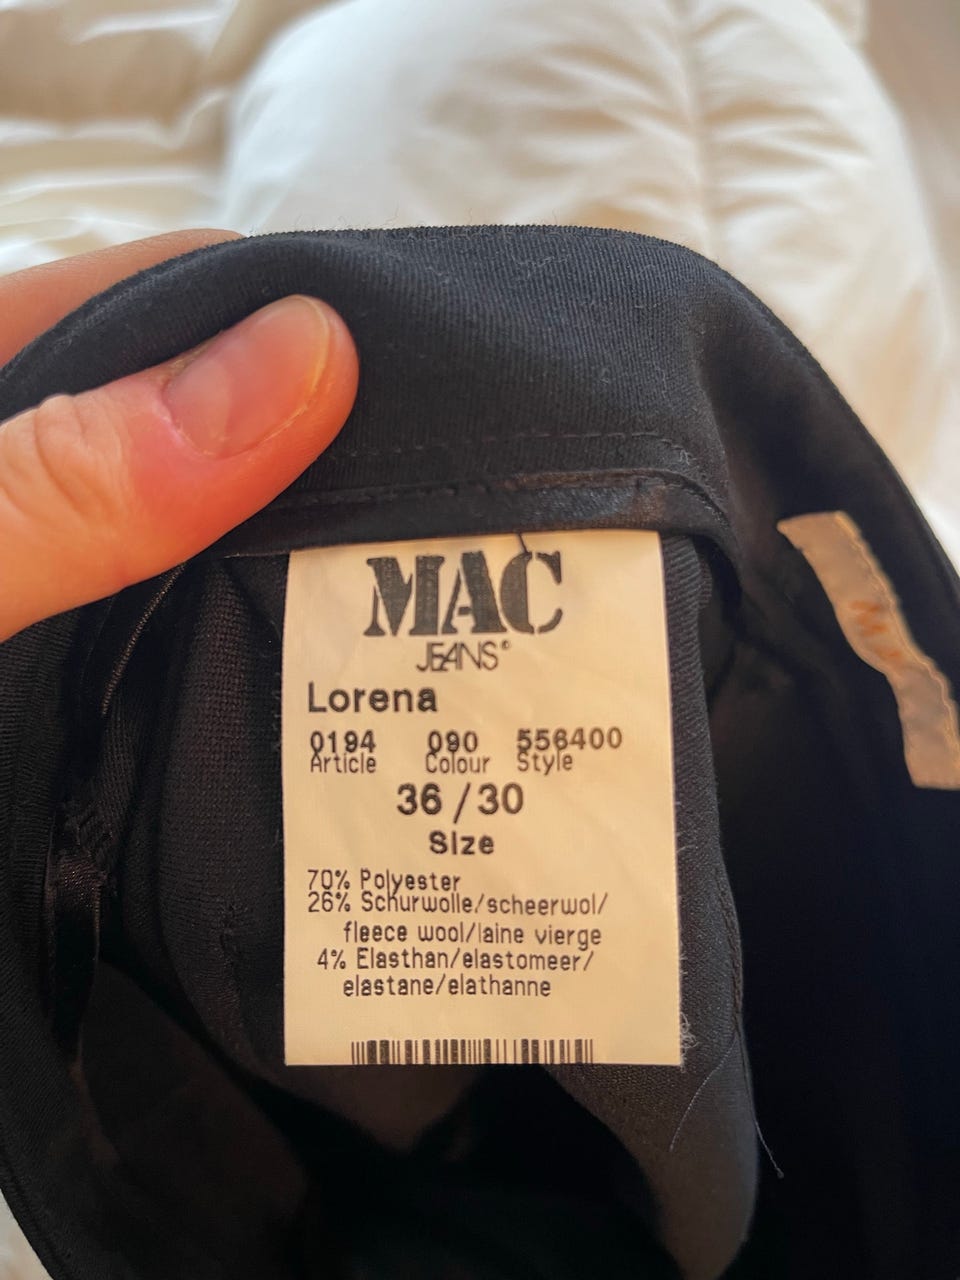 MAC
JEANS®
Lorena
0194 090 556400
Article Colour Style
36 / 30
Size
70% Polyester
26% Schurwolle/scheerwol/
fleece wool/laine vierge
4% Elasthan/elastomeer/
elastane/elathanne